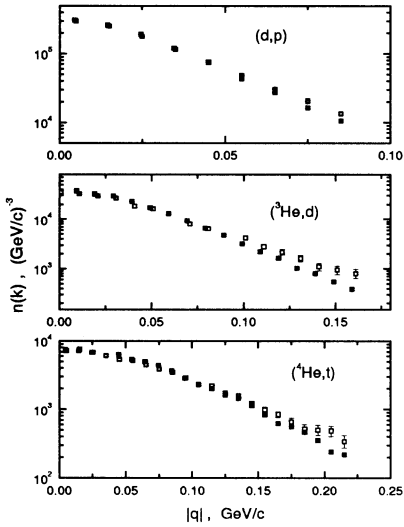 (d,p)
10⁵
10⁴
0.00 0.05 0.10
(³He,d)
10⁴
10³
0.00 0.05 0.10 0.15
n(k) , (GeV/c)⁻³
(⁴He,t)
10⁴
10³
10²
0.00 0.05 0.10 0.15 0.20 0.25
|q| , GeV/c